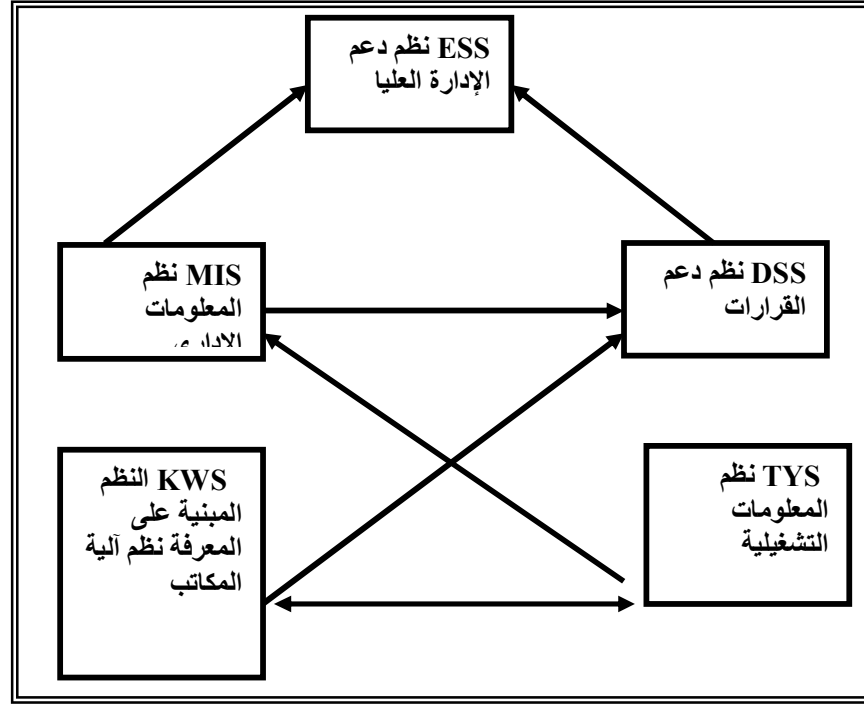 ESS نظم دعم
الإدارة العليا
MIS نظم
المعلومات
DSS نظم دعم
القرارات
KWS النظم
المبنية على
المعرفة نظم آلية
المكاتب
TYS نظم
المعلومات
التشغيلية